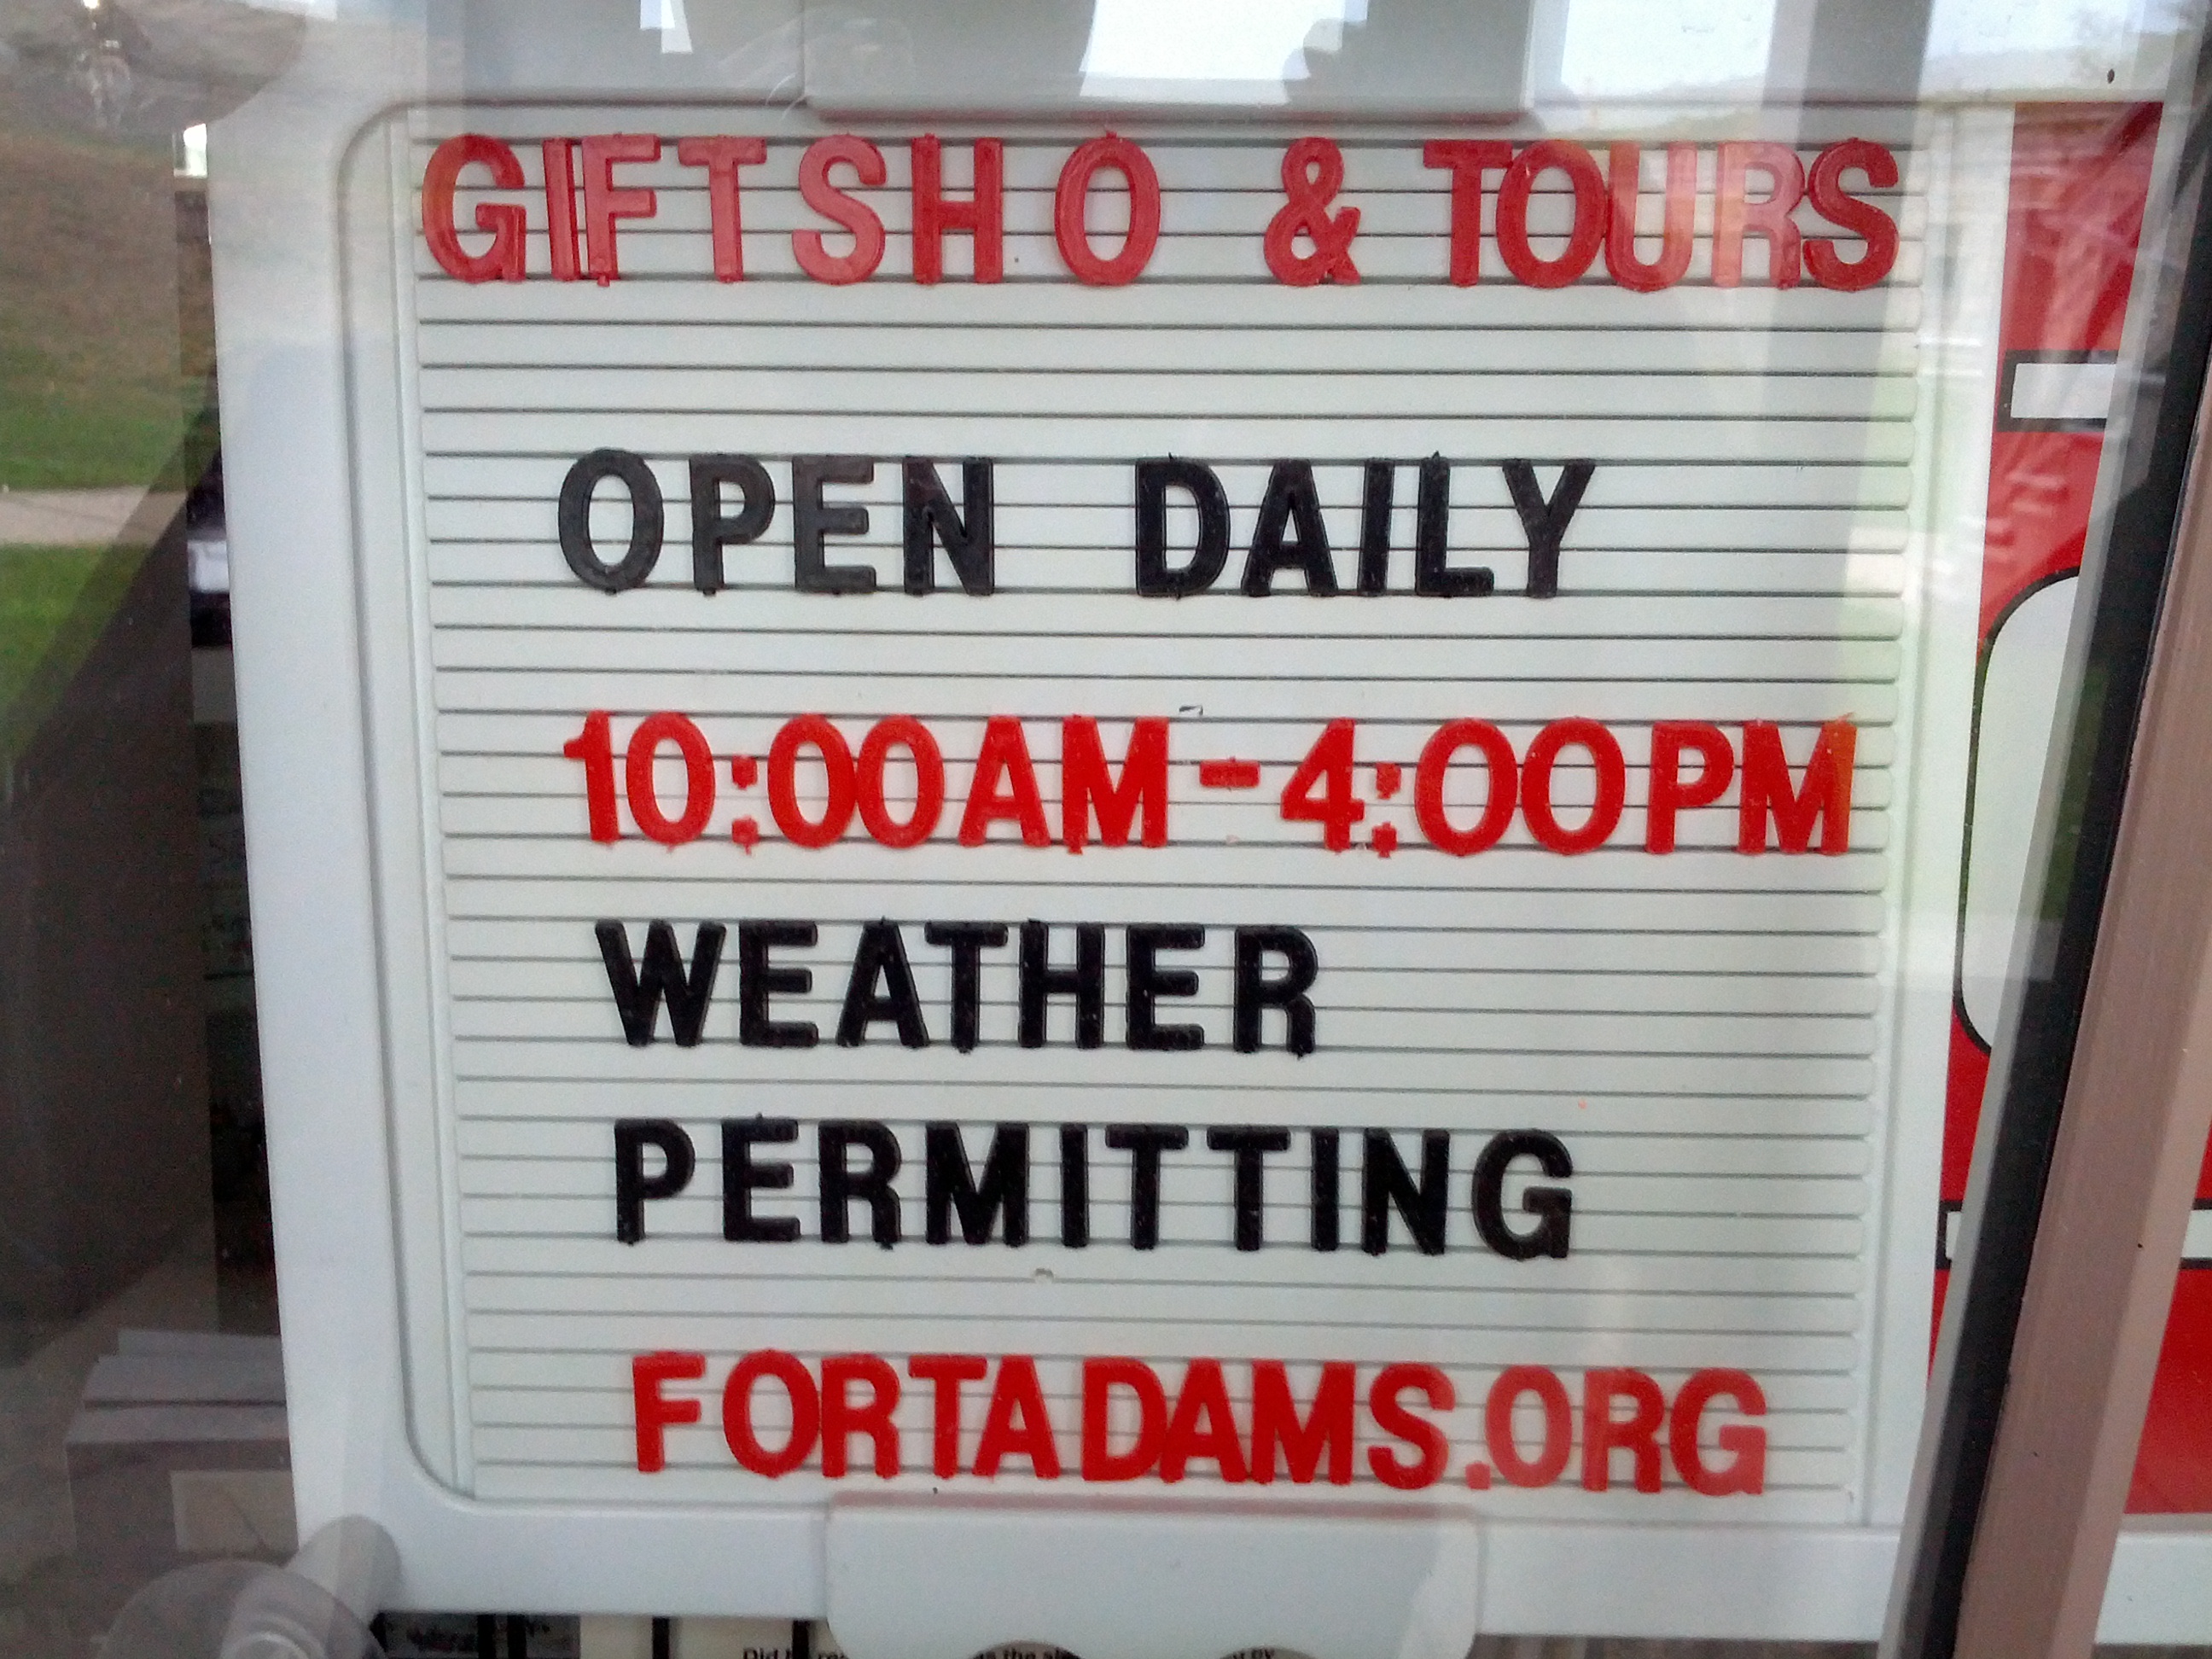 GIFTSHO & TOURS
OPEN DAILY
10:00AM-4:00PM
WEATHER
PERMITTING
FORTADAMS.ORG